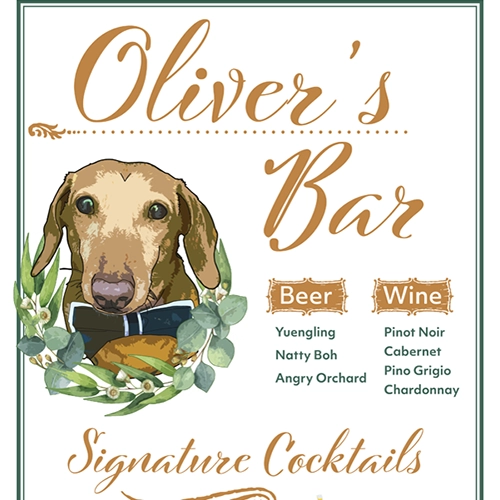 Oliver's
Bar
Beer
Yuengling
Natty Boh
Angry Orchard
Wine
Pinot Noir
Cabernet
Pino Grigio
Chardonnay
Signature Cocktails